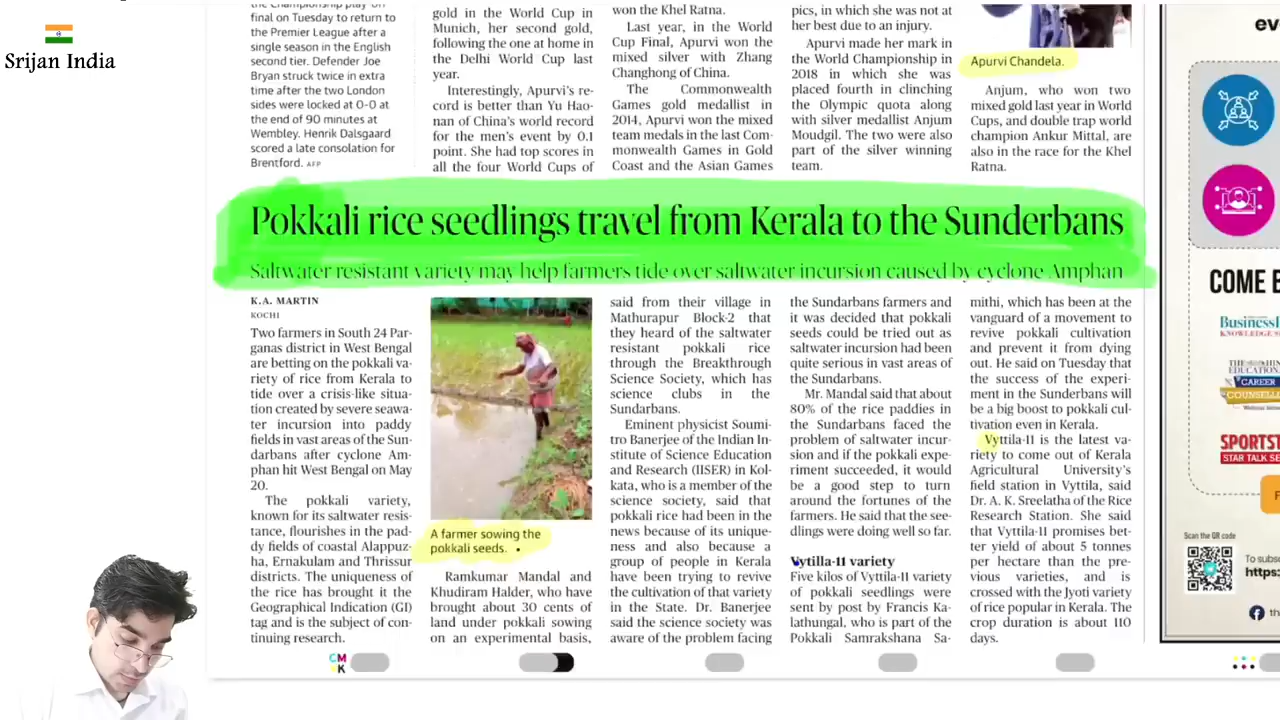 Srijan India
the Championship play-off
final on Tuesday to return to
the Premier League after a
single season in the English
second tier. Defender Joe
Bryan struck twice in extra
time after the two London
sides were locked at 0-0 at
the end of 90 minutes at
Wembley. Henrik Dalsgaard
scored a late consolation for
Brentford. AFP
gold in the World Cup in
Munich, her second gold,
following the one at home in
the Delhi World Cup last
year.
Interestingly, Apurvi's re-
cord is better than Yu Hao-
nan of China's world record
for the men's event by 0.1
point. She had top scores in
all the four World Cups of
won the Khel Ratna.
Last year, in the World
Cup Final, Apurvi won the
mixed silver with Zhang
Changhong of China.
The Commonwealth
Games gold medallist in
2014, Apurvi won the mixed
team medals in the last Com-
monwealth Games in Gold
Coast and the Asian Games
pics, in which she was not at
her best due to an injury.
Apurvi made her mark in
the World Championship in
2018 in which she was
placed fourth in clinching
the Olympic quota along
with silver medallist Anjum
Moudgil. The two were also
part of the silver winning
team.
Apurvi Chandela.
Anjum, who won two
mixed gold last year in World
Cups, and double trap world
champion Ankur Mittal, are
also in the race for the Khel
Ratna.
Pokkali rice seedlings travel from Kerala to the Sunderbans
Saltwater resistant variety may help farmers tide over saltwater incursion caused by cyclone Amphan
K.A. MARTIN
KOCHI
Two farmers in South 24 Par-
ganas district in West Bengal
are betting on the pokkali va-
riety of rice from Kerala to
tide over a crisis-like situa-
tion created by severe seawa-
ter incursion into paddy
fields in vast areas of the Sun-
darbans after cyclone Am-
phan hit West Bengal on May
20.
The pokkali variety,
known for its saltwater resis-
tance, flourishes in the pad-
dy fields of coastal Alappuz-
ha, Ernakulam and Thrissur
districts. The uniqueness of
the rice has brought it the
Geographical Indication (GI)
tag and is the subject of con-
tinuing research.
A farmer sowing the
pokkali seeds.
Ramkumar Mandal and
Khudiram Halder, who have
brought about 30 cents of
land under pokkali sowing
on an experimental basis,
said from their village in
Mathurapur Block-2 that
they heard of the saltwater
resistant pokkali rice
through the Breakthrough
Science Society, which has
science clubs in the
Sundarbans.
Eminent physicist Soumi-
tro Banerjee of the Indian In-
stitute of Science Education
and Research (IISER) in Kol-
kata, who is a member of the
science society, said that
pokkali rice had been in the
news because of its unique-
ness and also because a
group of people in Kerala
have been trying to revive
the cultivation of that variety
in the State. Dr. Banerjee
said the science society was
aware of the problem facing
the Sundarbans farmers and
it was decided that pokkali
seeds could be tried out as
saltwater incursion had been
quite serious in vast areas of
the Sundarbans.
Mr. Mandal said that about
80% of the rice paddies in
the Sundarbans faced the
problem of saltwater incur-
sion and if the pokkali expe-
riment succeeded, it would
be a good step to turn
around the fortunes of the
farmers. He said that the see-
dlings were doing well so far.
Vytilla-11 variety
Five kilos of Vyttila-11 variety
of pokkali seedlings were
sent by post by Francis Ka-
lathungal, who is part of the
Pokkali Samrakshana Sa-
mithi, which has been at the
vanguard of a movement to
revive pokkali cultivation
and prevent it from dying
out. He said on Tuesday that
the success of the experi-
ment in the Sunderbans will
be a big boost to pokkali cul-
tivation even in Kerala.
Vyttila-11 is the latest va-
riety to come out of Kerala
Agricultural University's
field station in Vyttila, said
Dr. A. K. Sreelatha of the Rice
Research Station. She said
that Vyttila-11 promises bet-
ter yield of about 5 tonnes
per hectare than the pre-
vious varieties, and is
crossed with the Jyoti variety
of rice popular in Kerala. The
crop duration is about 110
days.
CM
K
ev
COME
Business
THE HIN
EDUCATION
CAREER
COUNSELL
SPORTST
STAR TALK SE
Scan the QR code
To subsc
https:
th